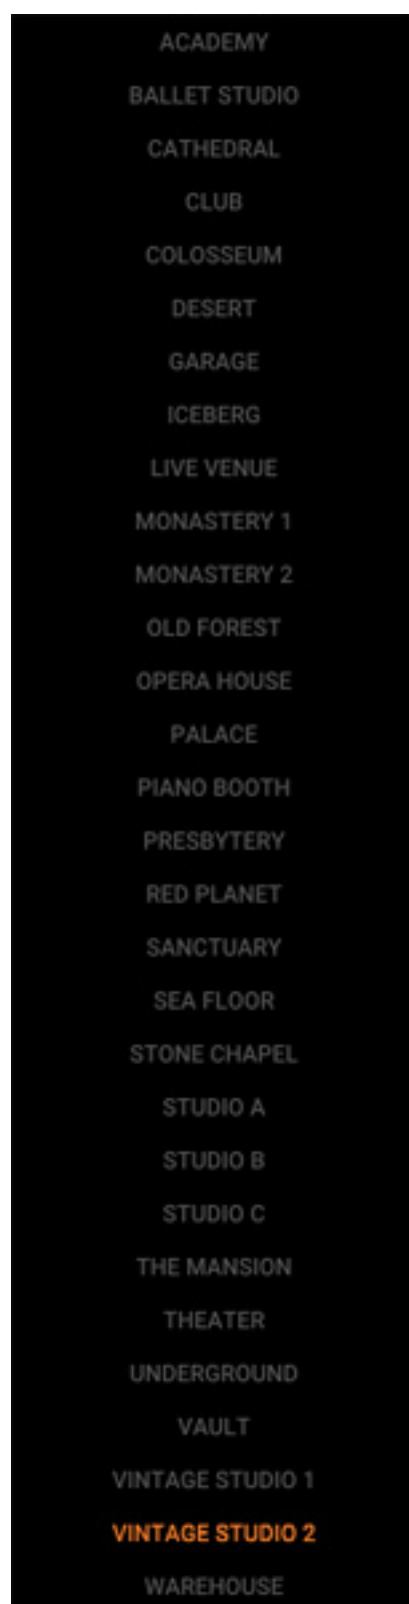 ACADEMY
BALLET STUDIO
CATHEDRAL
CLUB
COLOSSEUM
DESERT
GARAGE
ICEBERG
LIVE VENUE
MONASTERY 1
MONASTERY 2
OLD FOREST
OPERA HOUSE
PALACE
PIANO BOOTH
PRESBYTERY
RED PLANET
SANCTUARY
SEA FLOOR
STONE CHAPEL
STUDIO A
STUDIO B
STUDIO C
THE MANSION
THEATER
UNDERGROUND
VAULT
VINTAGE STUDIO 1
VINTAGE STUDIO 2
WAREHOUSE